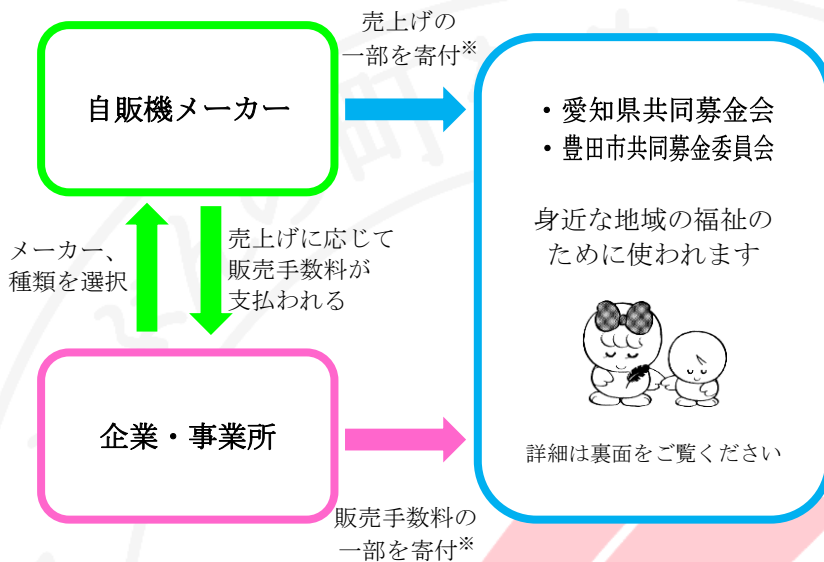 売上げの
一部を寄付※
自販機メーカー
・愛知県共同募金会
・豊田市共同募金委員会
身近な地域の福祉の
ために使われます
メーカー、
種類を選択
売上げに応じて
販売手数料が
支払われる
企業・事業所
詳細は裏面をご覧ください
販売手数料の
一部を寄付※